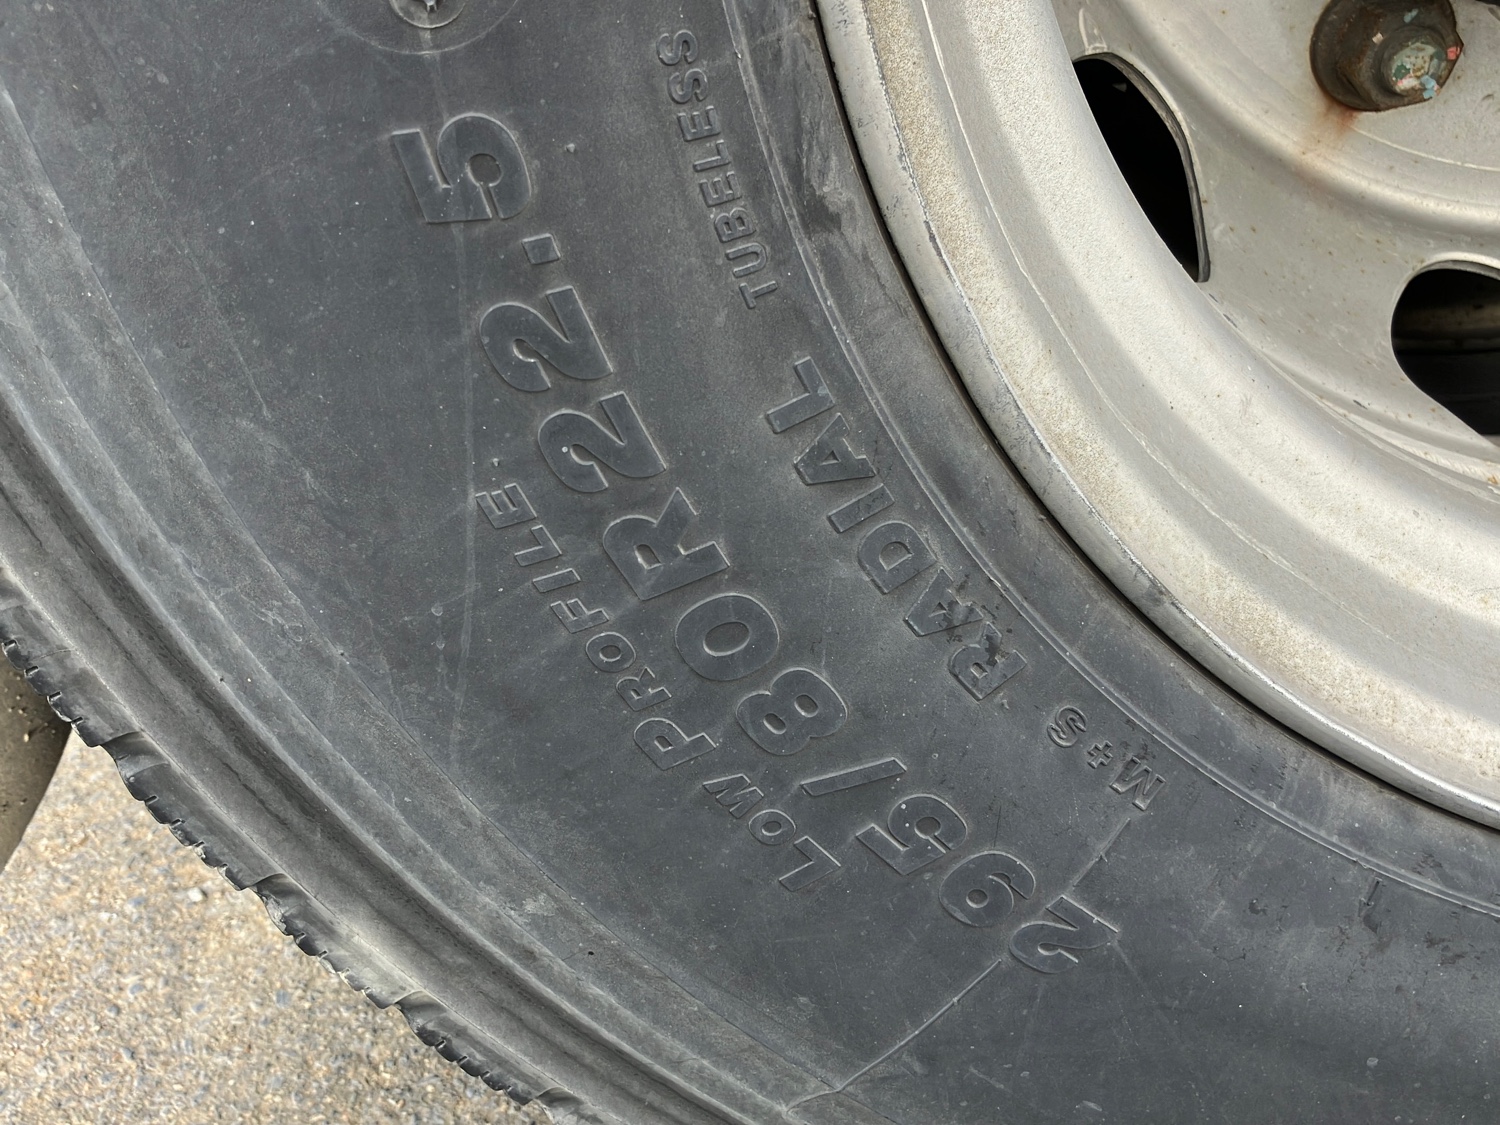 M+S RADIAL TUBELESS
295/80R22.5
LOW PROFILE